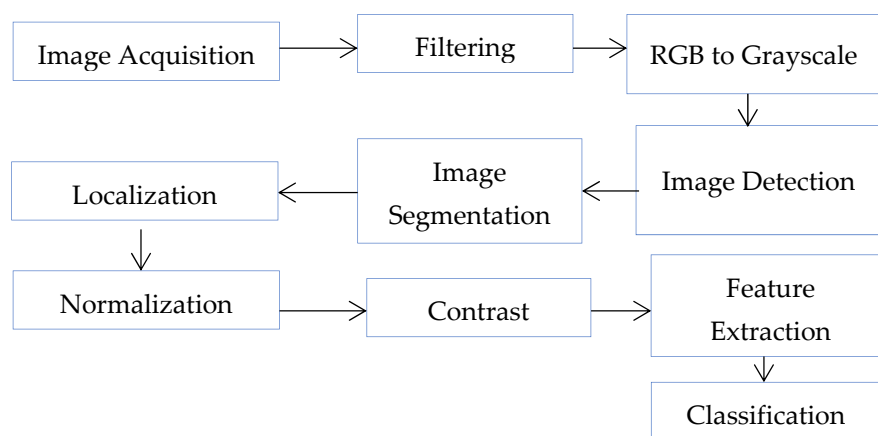 Image Acquisition
Filtering
RGB to Grayscale
Image Detection
Image
Segmentation
Localization
Normalization
Contrast
Feature
Extraction
Classification